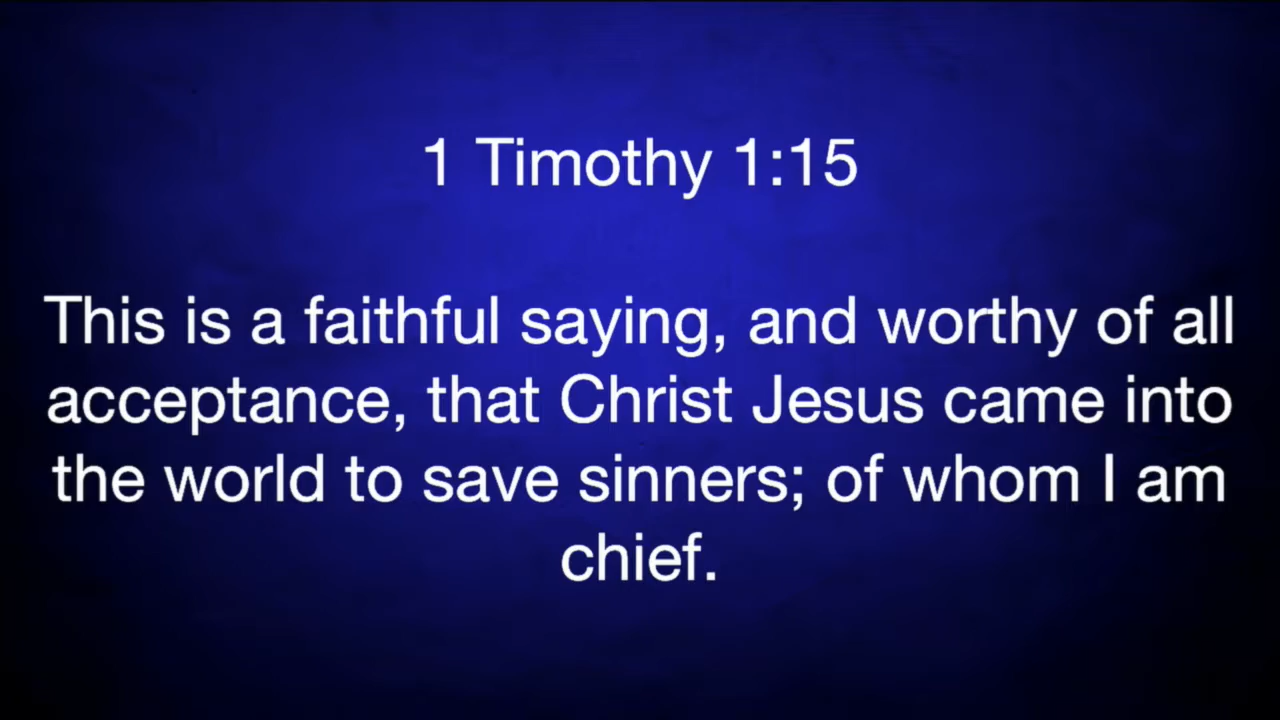 1 Timothy 1:15
This is a faithful saying, and worthy of all
acceptance, that Christ Jesus came into
the world to save sinners; of whom I am
chief.